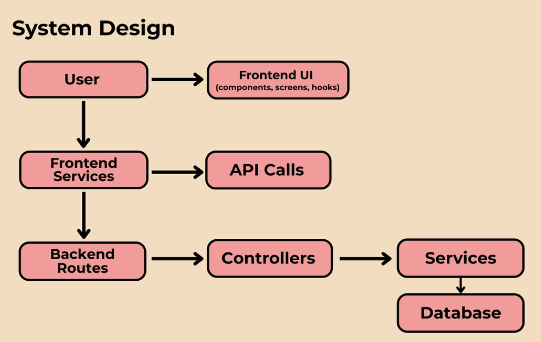 System Design
User
Frontend UI
(components, screens, hooks)
Frontend
Services
API Calls
Backend
Routes
Controllers
Services
Database